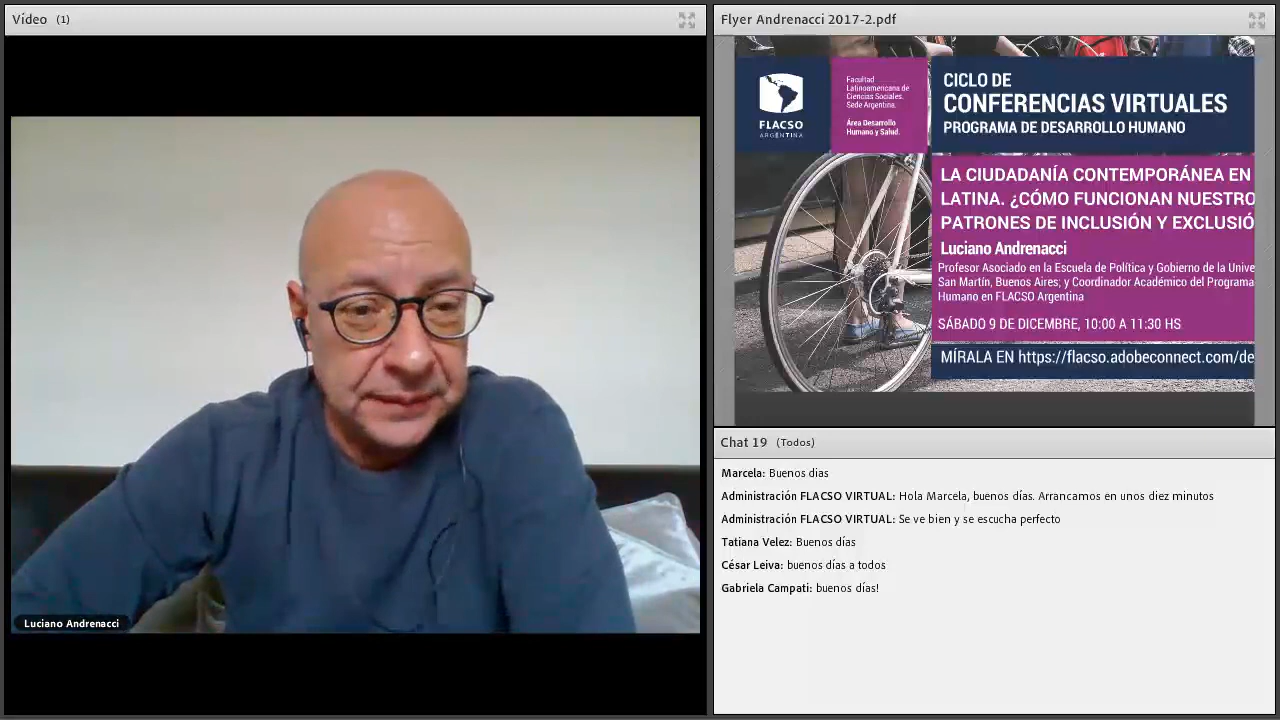 Vídeo (1)
Luciano Andrenacci
Flyer Andrenacci 2017-2.pdf
FLACSO
ARGENTINA
Facultad
Latinoamericana de
Ciencias Sociales.
Sede Argentina.
Área Desarrollo
Humano y Salud.
CICLO DE
CONFERENCIAS VIRTUALES
PROGRAMA DE DESARROLLO HUMANO
LA CIUDADANÍA CONTEMPORÁNEA EN
LATINA. ¿CÓMO FUNCIONAN NUESTRO
PATRONES DE INCLUSIÓN Y EXCLUSIÓ
Luciano Andrenacci
Profesor Asociado en la Escuela de Política y Gobierno de la Unive
San Martín, Buenos Aires; y Coordinador Académico del Programa
Humano en FLACSO Argentina
SÁBADO 9 DE DICIEMBRE, 10:00 A 11:30 HS
MÍRALA EN https://flacso.adobeconnect.com/de
Chat 19 (Todos)
Marcela: Buenos dias
Administración FLACSO VIRTUAL: Hola Marcela, buenos días. Arrancamos en unos diez minutos
Administración FLACSO VIRTUAL: Se ve bien y se escucha perfecto
Tatiana Velez: Buenos días
César Leiva: buenos días a todos
Gabriela Campati: buenos días!